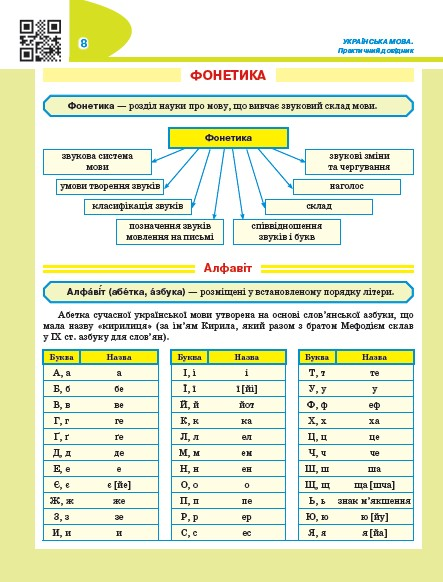 8
УКРАЇНСЬКА МОВА.
Практичний довідник
ФОНЕТИКА
Фонетика — розділ науки про мову, що вивчає звуковий склад мови.
Фонетика
звукова система
мови
умови творення звуків
класифікація звуків
позначення звуків
мовлення на письмі
співвідношення
звуків і букв
склад
наголос
звукові зміни
та чергування
Алфавіт
Алфа́ві́т (абе́тка, а́збука) — розміщені у встановленому порядку літери.
Абетка сучасної української мови утворена на основі слов’янської азбуки, що
мала назву «кирилиця» (за ім’ям Кирила, який разом з братом Мефодієм склав
у IX ст. азбуку для слов’ян).
Буква Назва
А, а а
Б, б бе
В, в ве
Г, г ге
Ґ, ґ ґе
Д, д де
Е, е е
Є, є є [йе]
Ж, ж же
З, з зе
И, и и
Буква Назва
І, і і
Ї, ї ї [йі]
Й, й йот
К, к ка
Л, л ел
М, м ем
Н, н ен
О, о о
П, п пе
Р, р ер
С, с ес
Буква Назва
Т, т те
У, у у
Ф, ф еф
Х, х ха
Ц, ц це
Ч, ч че
Ш, ш ша
Щ, щ ща [шча]
Ь, ь знак м’якшення
Ю, ю ю [йу]
Я, я я [йа]